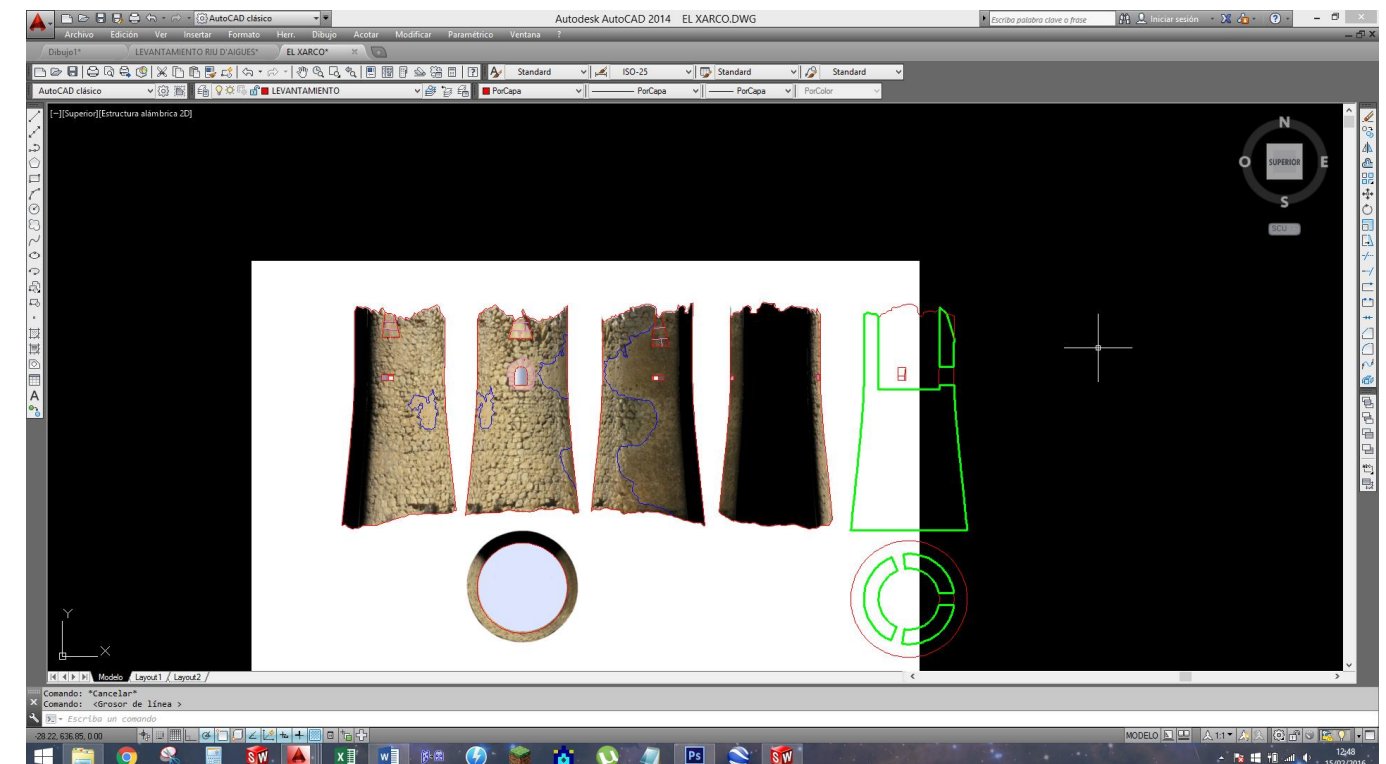 AutoCAD clásico
Autodesk AutoCAD 2014 EL XARCO.DWG
Escriba palabra clave o frase
Iniciar sesión
Archivo Edición Ver Insertar Formato Herr. Dibujo Acotar Modificar Paramétrico Ventana ?
Dibujo1* LEVANTAMIENTO RIU D'AIGUES* EL XARCO*
Standard ISO-25 Standard Standard
AutoCAD clásico LEVANTAMIENTO PorCapa PorCapa PorCapa PorColor
[–][Superior][Estructura alámbrica 2D]
N
O SUPERIOR E
S
SCU
Y
X
Modelo Layout1 Layout2
Comando: *Cancelar*
Comando: <Grosor de línea >
Escriba un comando
-28.22, 636.85, 0.00 MODELO 1:1
SW W Ps SW
12:48
15/02/2016